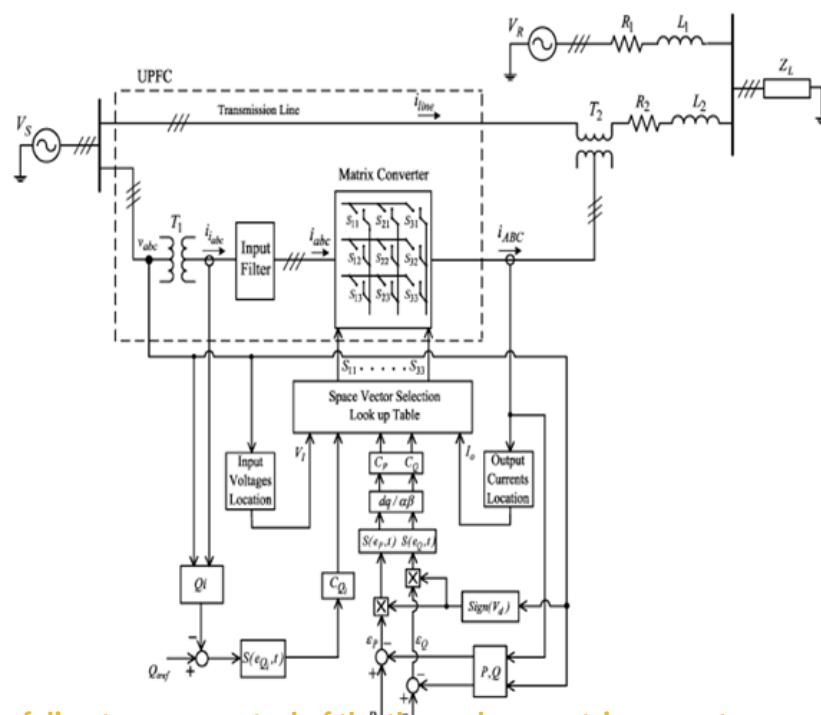 V_R
R_1
L_1
UPFC
Z_L
V_S
Transmission Line
i_line
T_2
R_2
L_2
Matrix Converter
T_1
v_abc
i_iabc
Input
Filter
i_abc
S_11 S_21 S_31
S_12 S_22 S_32
S_13 S_23 S_33
i_ABC
S_11 . . . . . S_33
Space Vector Selection
Look up Table
V_I
I_o
Input
Voltages
Location
C_P C_Q
Output
Currents
Location
dq / αβ
S(e_P,t) S(e_Q,t)
Qi
C_Qi
X
X
Sign(V_d)
ε_P
ε_Q
−
−
−
Q_iref
+
S(e_Qi,t)
+
+
P,Q